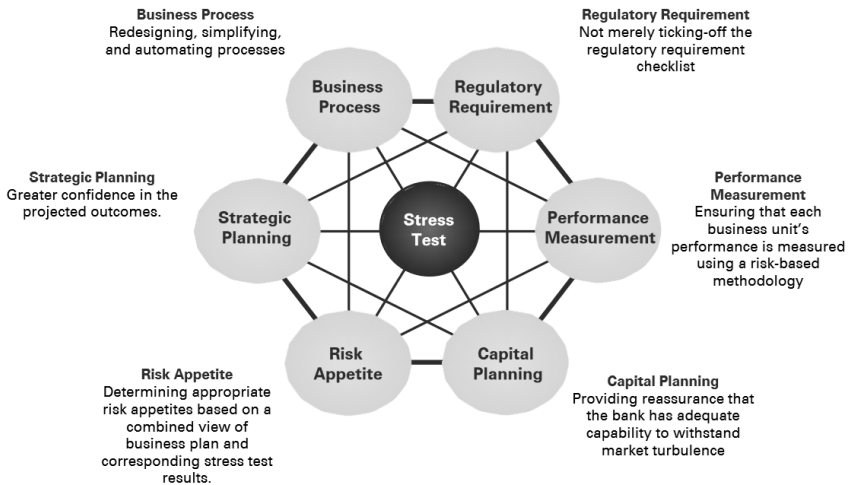 Business Process
Redesigning, simplifying,
and automating processes
Regulatory Requirement
Not merely ticking-off the
regulatory requirement
checklist
Business
Process
Regulatory
Requirement
Strategic Planning
Greater confidence in the
projected outcomes.
Strategic
Planning
Stress
Test
Performance
Measurement
Performance
Measurement
Ensuring that each
business unit’s
performance is measured
using a risk-based
methodology
Risk
Appetite
Capital
Planning
Risk Appetite
Determining appropriate
risk appetites based on a
combined view of
business plan and
corresponding stress test
results.
Capital Planning
Providing reassurance that
the bank has adequate
capability to withstand
market turbulence